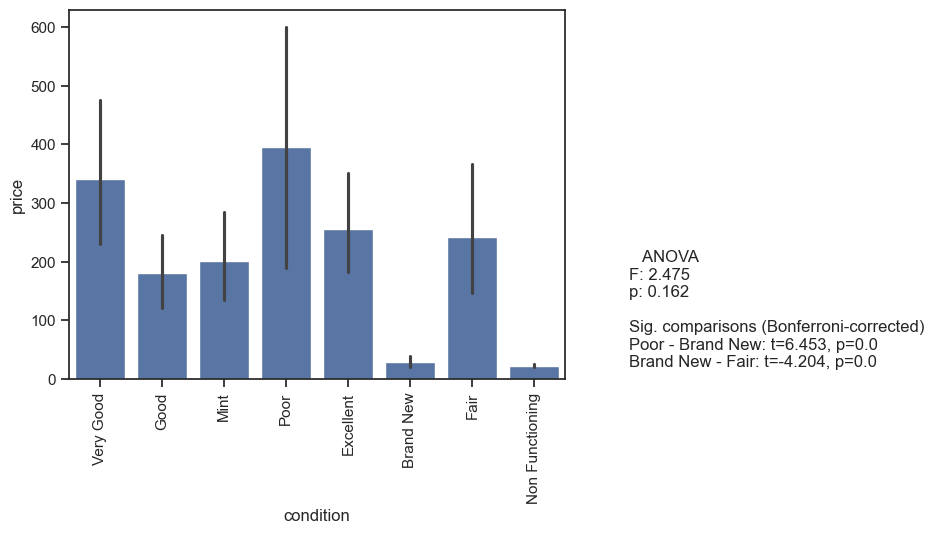 600
500
400
300
200
100
0
price
Very Good
Good
Mint
Poor
Excellent
Brand New
Fair
Non Functioning
condition
ANOVA
F: 2.475
p: 0.162
Sig. comparisons (Bonferroni-corrected)
Poor - Brand New: t=6.453, p=0.0
Brand New - Fair: t=-4.204, p=0.0